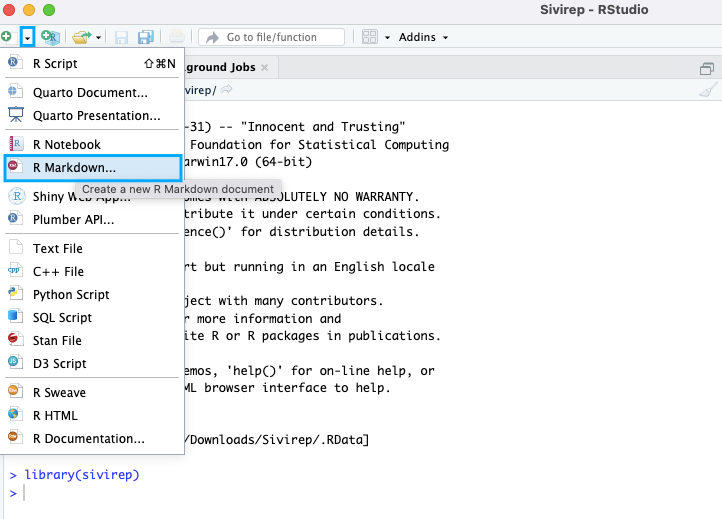 Sivirep - RStudio
Go to file/function
Addins
R Script ⇧⌘N
Quarto Document...
Quarto Presentation...
R Notebook
R Markdown...
Create a new R Markdown document
Shiny Web App...
Plumber API...
Text File
C++ File
Python Script
SQL Script
Stan File
D3 Script
R Sweave
R HTML
R Documentation...
ground Jobs
virep/
-31) -- "Innocent and Trusting"
Foundation for Statistical Computing
arwin17.0 (64-bit)
omes with ABSOLUTELY NO WARRANTY.
tribute it under certain conditions.
ence()' for distribution details.
rt but running in an English locale
ject with many contributors.
r more information and
ite R or R packages in publications.
emos, 'help()' for on-line help, or
ML browser interface to help.
/Downloads/Sivirep/.RData]
> library(sivirep)
>